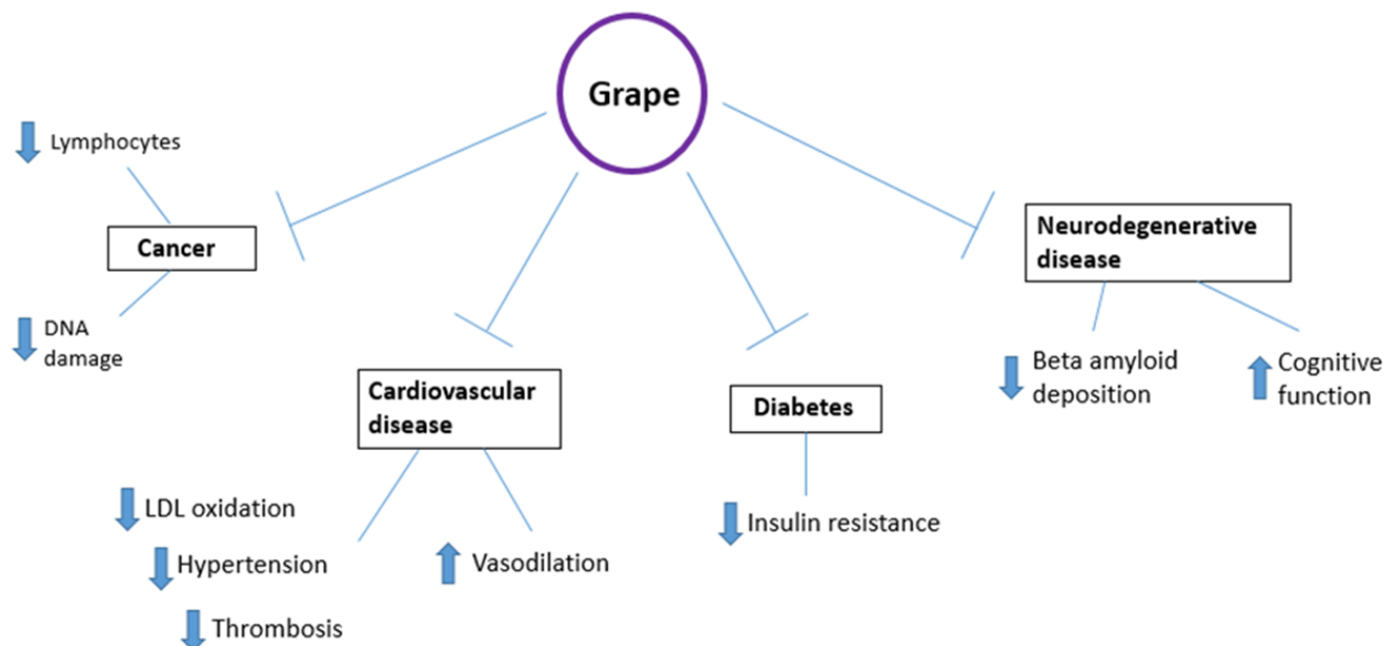 Grape
Lymphocytes
Cancer
DNA
damage
Cardiovascular
disease
LDL oxidation
Hypertension
Thrombosis
Vasodilation
Diabetes
Insulin resistance
Neurodegenerative
disease
Beta amyloid
deposition
Cognitive
function